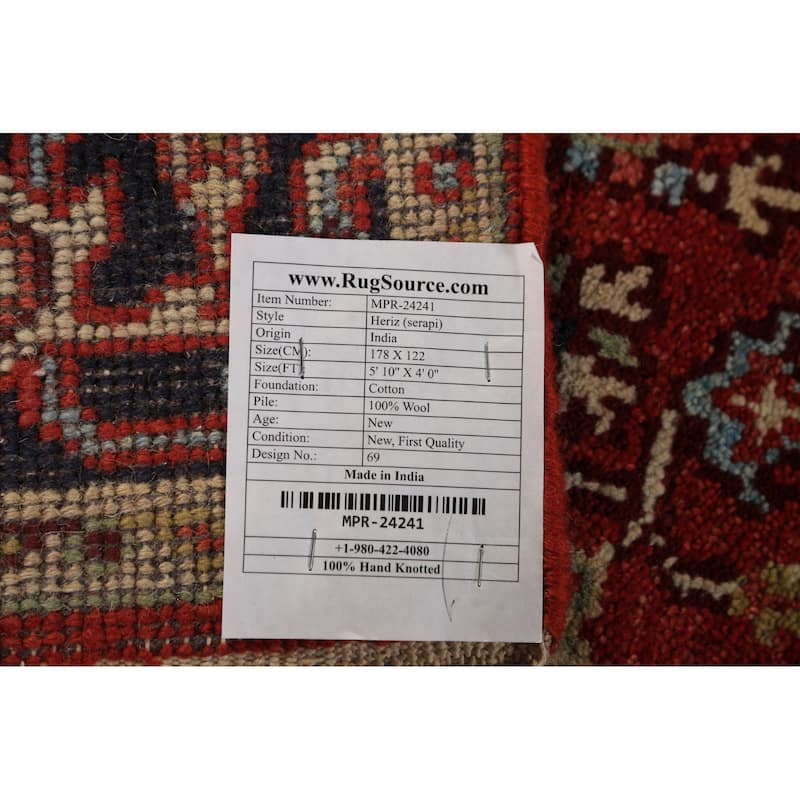 www.RugSource.com
Item Number: MPR-24241
Style Heriz (serapi)
Origin India
Size(CM): 178 X 122
Size(FT) 5' 10" X 4' 0"
Foundation: Cotton
Pile: 100% Wool
Age: New
Condition: New, First Quality
Design No.: 69
Made in India
MPR-24241
+1-980-422-4080
100% Hand Knotted